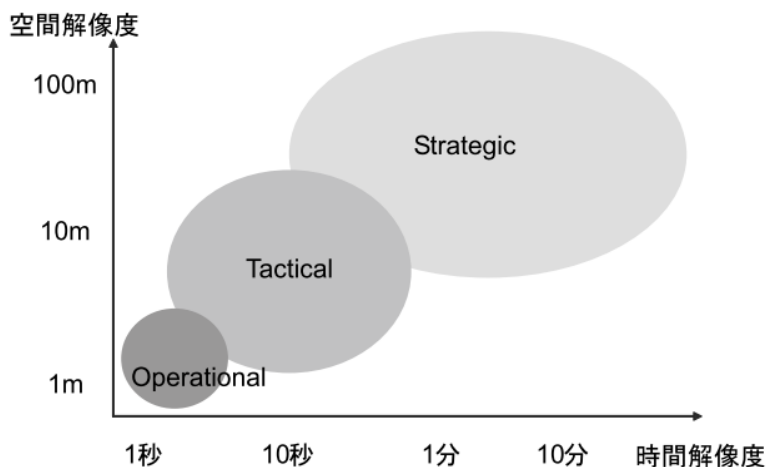 空間解像度
100m
Strategic
10m
Tactical
Operational
1m
1秒 10秒 1分 10分 時間解像度